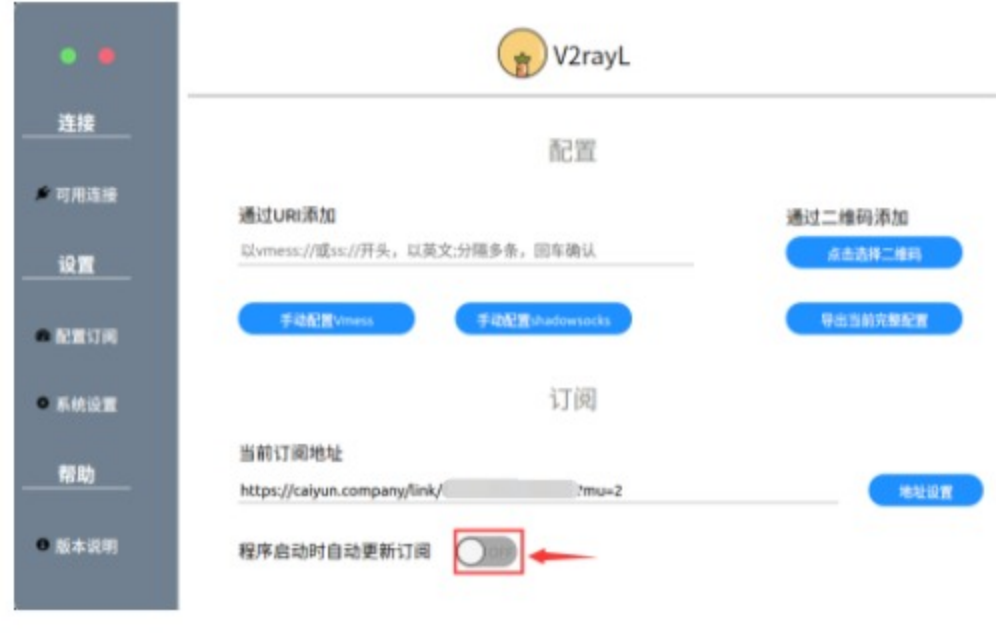 V2rayL
连接
可用连接
设置
配置订阅
系统设置
帮助
版本说明
配置
通过URI添加
通过二维码添加
以vmess://或ss://开头，以英文;分隔多条，回车确认
点击选择二维码
手动配置Vmess
手动配置shadowsocks
导出当前完整配置
订阅
当前订阅地址
https://caiyun.company/link/ ?mu=2
地址设置
程序启动时自动更新订阅
OFF